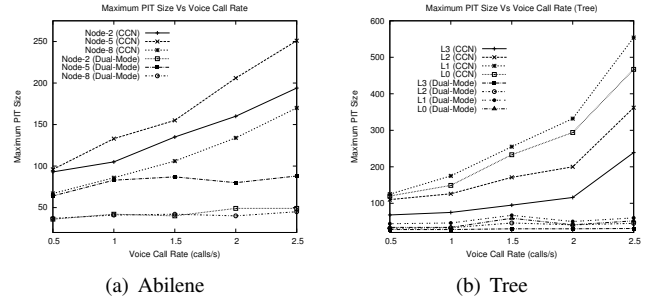 Maximum PIT Size Vs Voice Call Rate
Maximum PIT Size
250
200
150
100
50
Node-2 (CCN)
Node-5 (CCN)
Node-8 (CCN)
Node-2 (Dual-Mode)
Node-5 (Dual-Mode)
Node-8 (Dual-Mode)
0.5 1 1.5 2 2.5
Voice Call Rate (calls/s)
(a) Abilene
Maximum PIT Size Vs Voice Call Rate (Tree)
Maximum PIT Size
600
500
400
300
200
100
0
L3 (CCN)
L2 (CCN)
L1 (CCN)
L0 (CCN)
L3 (Dual-Mode)
L2 (Dual-Mode)
L1 (Dual-Mode)
L0 (Dual-Mode)
0.5 1 1.5 2 2.5
Voice Call Rate (calls/s)
(b) Tree